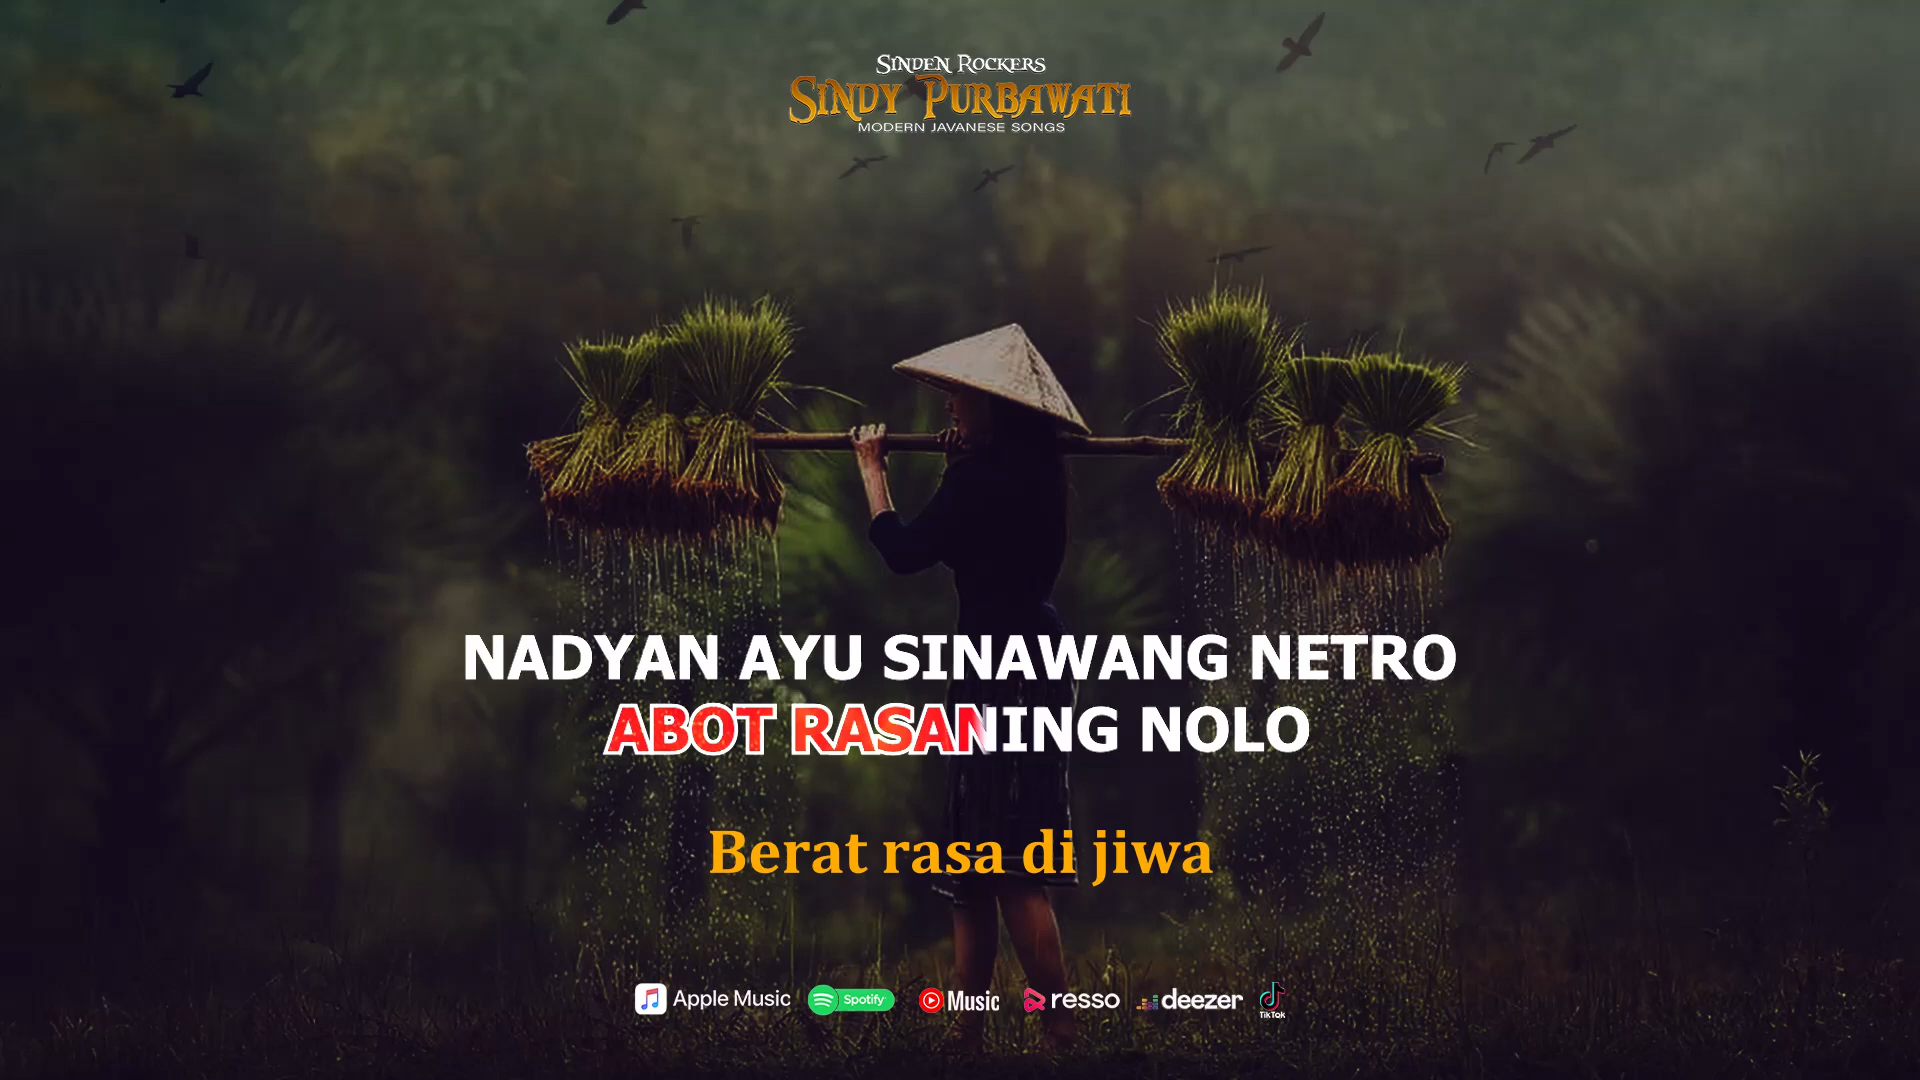 SINDEN ROCKERS
SINDY PURBAWATI
MODERN JAVANESE SONGS
NADYAN AYU SINAWANG NETRO
ABOT RASANING NOLO
Berat rasa di jiwa
Apple Music Spotify Music resso deezer TikTok